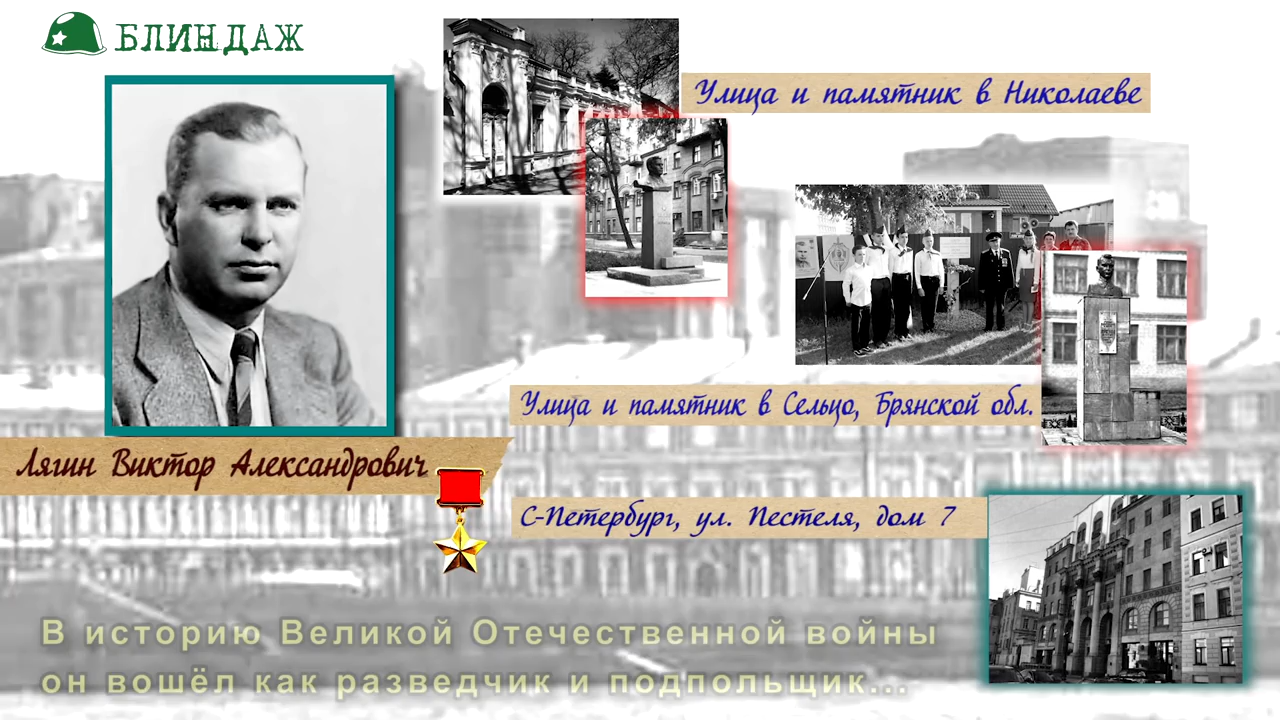 БЛИНДАЖ
Улица и памятник в Николаеве
Улица и памятник в Сельцо, Брянской обл.
Лягин Виктор Александрович
С-Петербург, ул. Пестеля, дом 7
В историю Великой Отечественной войны
он вошёл как разведчик и подпольщик...